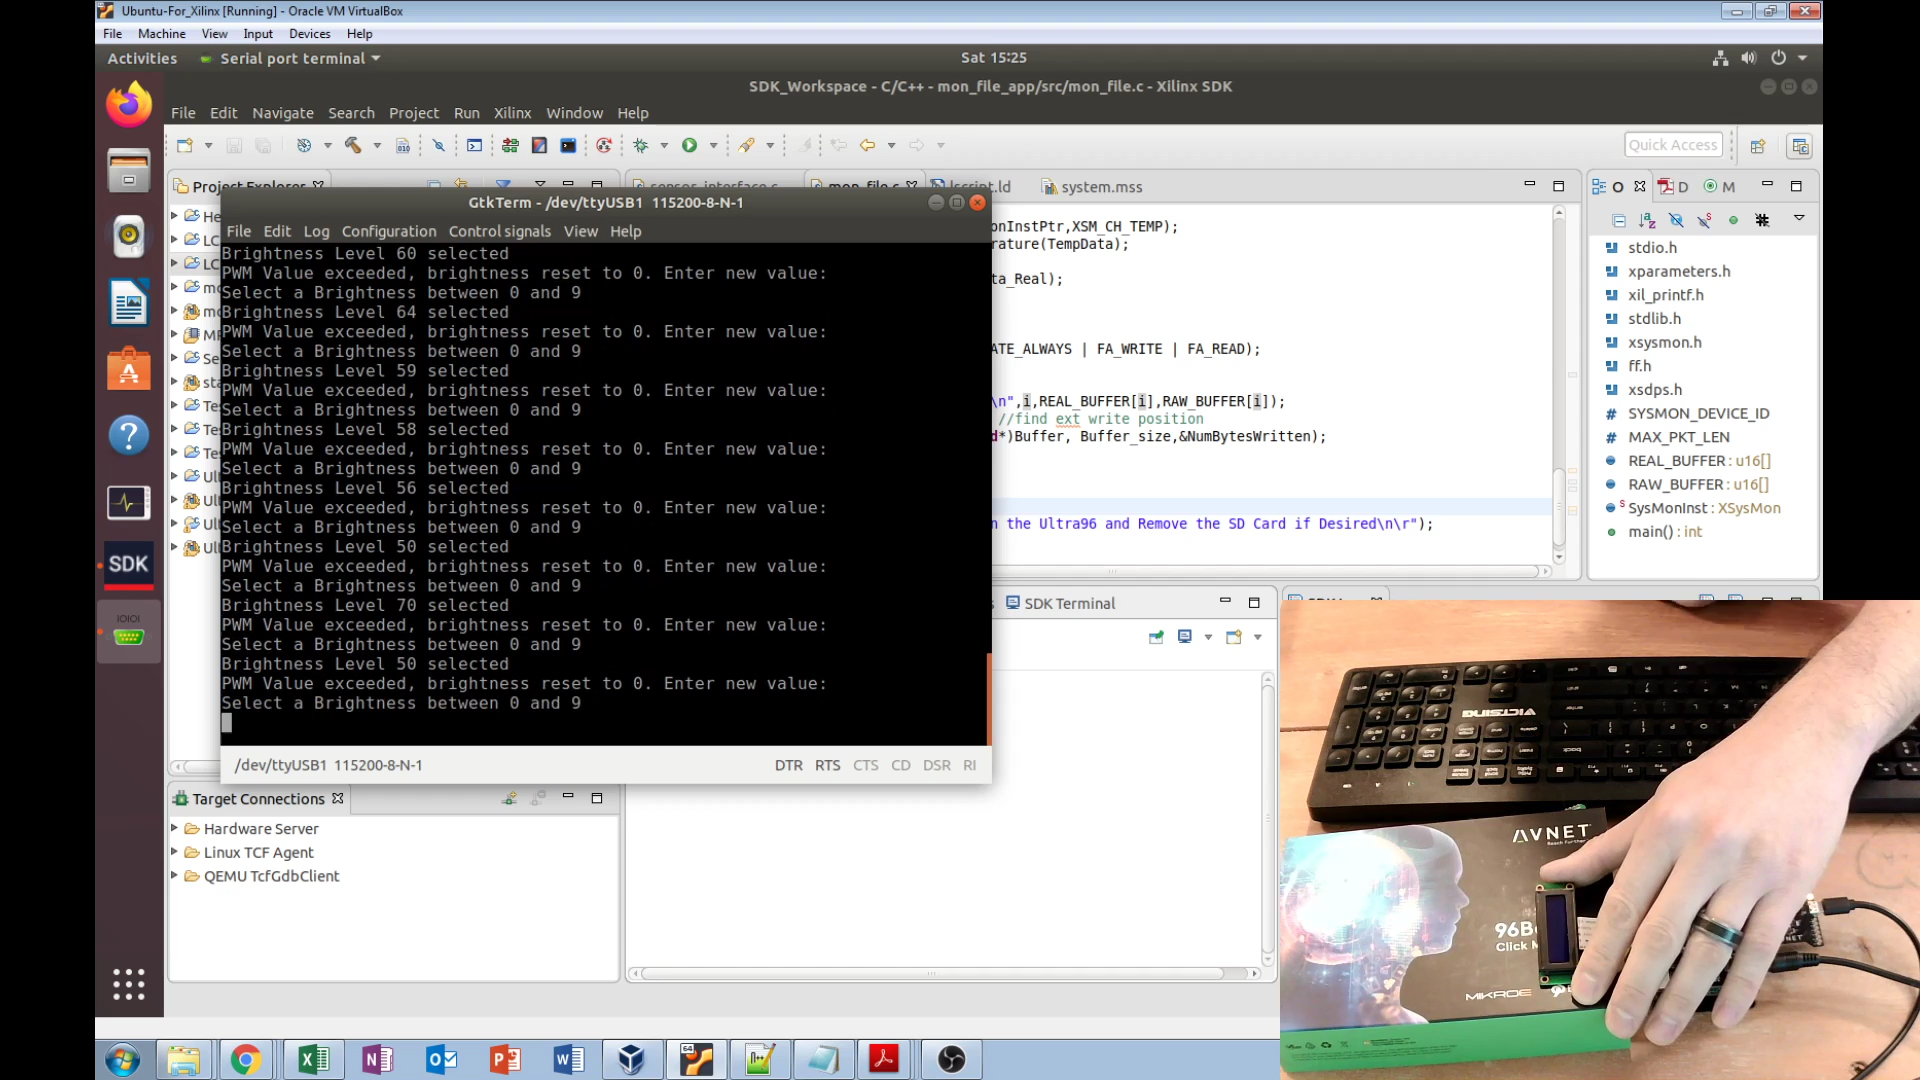 Ubuntu-For_Xilinx [Running] - Oracle VM VirtualBox
File Machine View Input Devices Help
Activities Serial port terminal Sat 15:25
SDK_Workspace - C/C++ - mon_file_app/src/mon_file.c - Xilinx SDK
File Edit Navigate Search Project Run Xilinx Window Help
Quick Access
Project Explorer
mon_file.c lscript.ld system.mss
O D M
GtkTerm - /dev/ttyUSB1 115200-8-N-1
File Edit Log Configuration Control signals View Help
Brightness Level 60 selected
PWM Value exceeded, brightness reset to 0. Enter new value:
Select a Brightness between 0 and 9
Brightness Level 64 selected
PWM Value exceeded, brightness reset to 0. Enter new value:
Select a Brightness between 0 and 9
Brightness Level 59 selected
PWM Value exceeded, brightness reset to 0. Enter new value:
Select a Brightness between 0 and 9
Brightness Level 58 selected
PWM Value exceeded, brightness reset to 0. Enter new value:
Select a Brightness between 0 and 9
Brightness Level 56 selected
PWM Value exceeded, brightness reset to 0. Enter new value:
Select a Brightness between 0 and 9
Brightness Level 50 selected
PWM Value exceeded, brightness reset to 0. Enter new value:
Select a Brightness between 0 and 9
Brightness Level 70 selected
PWM Value exceeded, brightness reset to 0. Enter new value:
Select a Brightness between 0 and 9
Brightness Level 50 selected
PWM Value exceeded, brightness reset to 0. Enter new value:
Select a Brightness between 0 and 9
/dev/ttyUSB1 115200-8-N-1 DTR RTS CTS CD DSR RI
onInstPtr,XSM_CH_TEMP);
rature(TempData);
ta_Real);
ATE_ALWAYS | FA_WRITE | FA_READ);
\n",i,REAL_BUFFER[i],RAW_BUFFER[i]);
//find ext write position
d*)Buffer, Buffer_size,&NumBytesWritten);
n the Ultra96 and Remove the SD Card if Desired\n\r");
stdio.h
xparameters.h
xil_printf.h
stdlib.h
xsysmon.h
ff.h
xsdps.h
SYSMON_DEVICE_ID
MAX_PKT_LEN
REAL_BUFFER : u16[]
RAW_BUFFER : u16[]
SysMonInst : XSysMon
main() : int
SDK Terminal
Target Connections
Hardware Server
Linux TCF Agent
QEMU TcfGdbClient
SDK
VICTSING
AVNET
Reach Further
96B
Click M
MIKROE